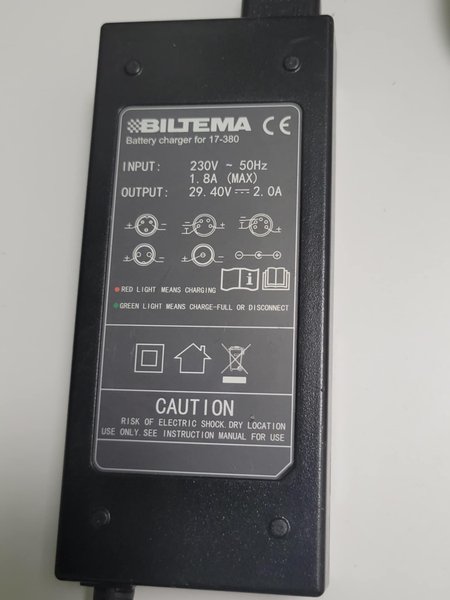 BILTEMA CE
Battery charger for 17-380
INPUT: 230V ~ 50Hz
1.8A (MAX)
OUTPUT: 29.40V ⎓ 2.0A
RED LIGHT MEANS CHARGING
GREEN LIGHT MEANS CHARGE-FULL OR DISCONNECT
CAUTION
RISK OF ELECTRIC SHOCK.DRY LOCATION
USE ONLY.SEE INSTRUCTION MANUAL FOR USE